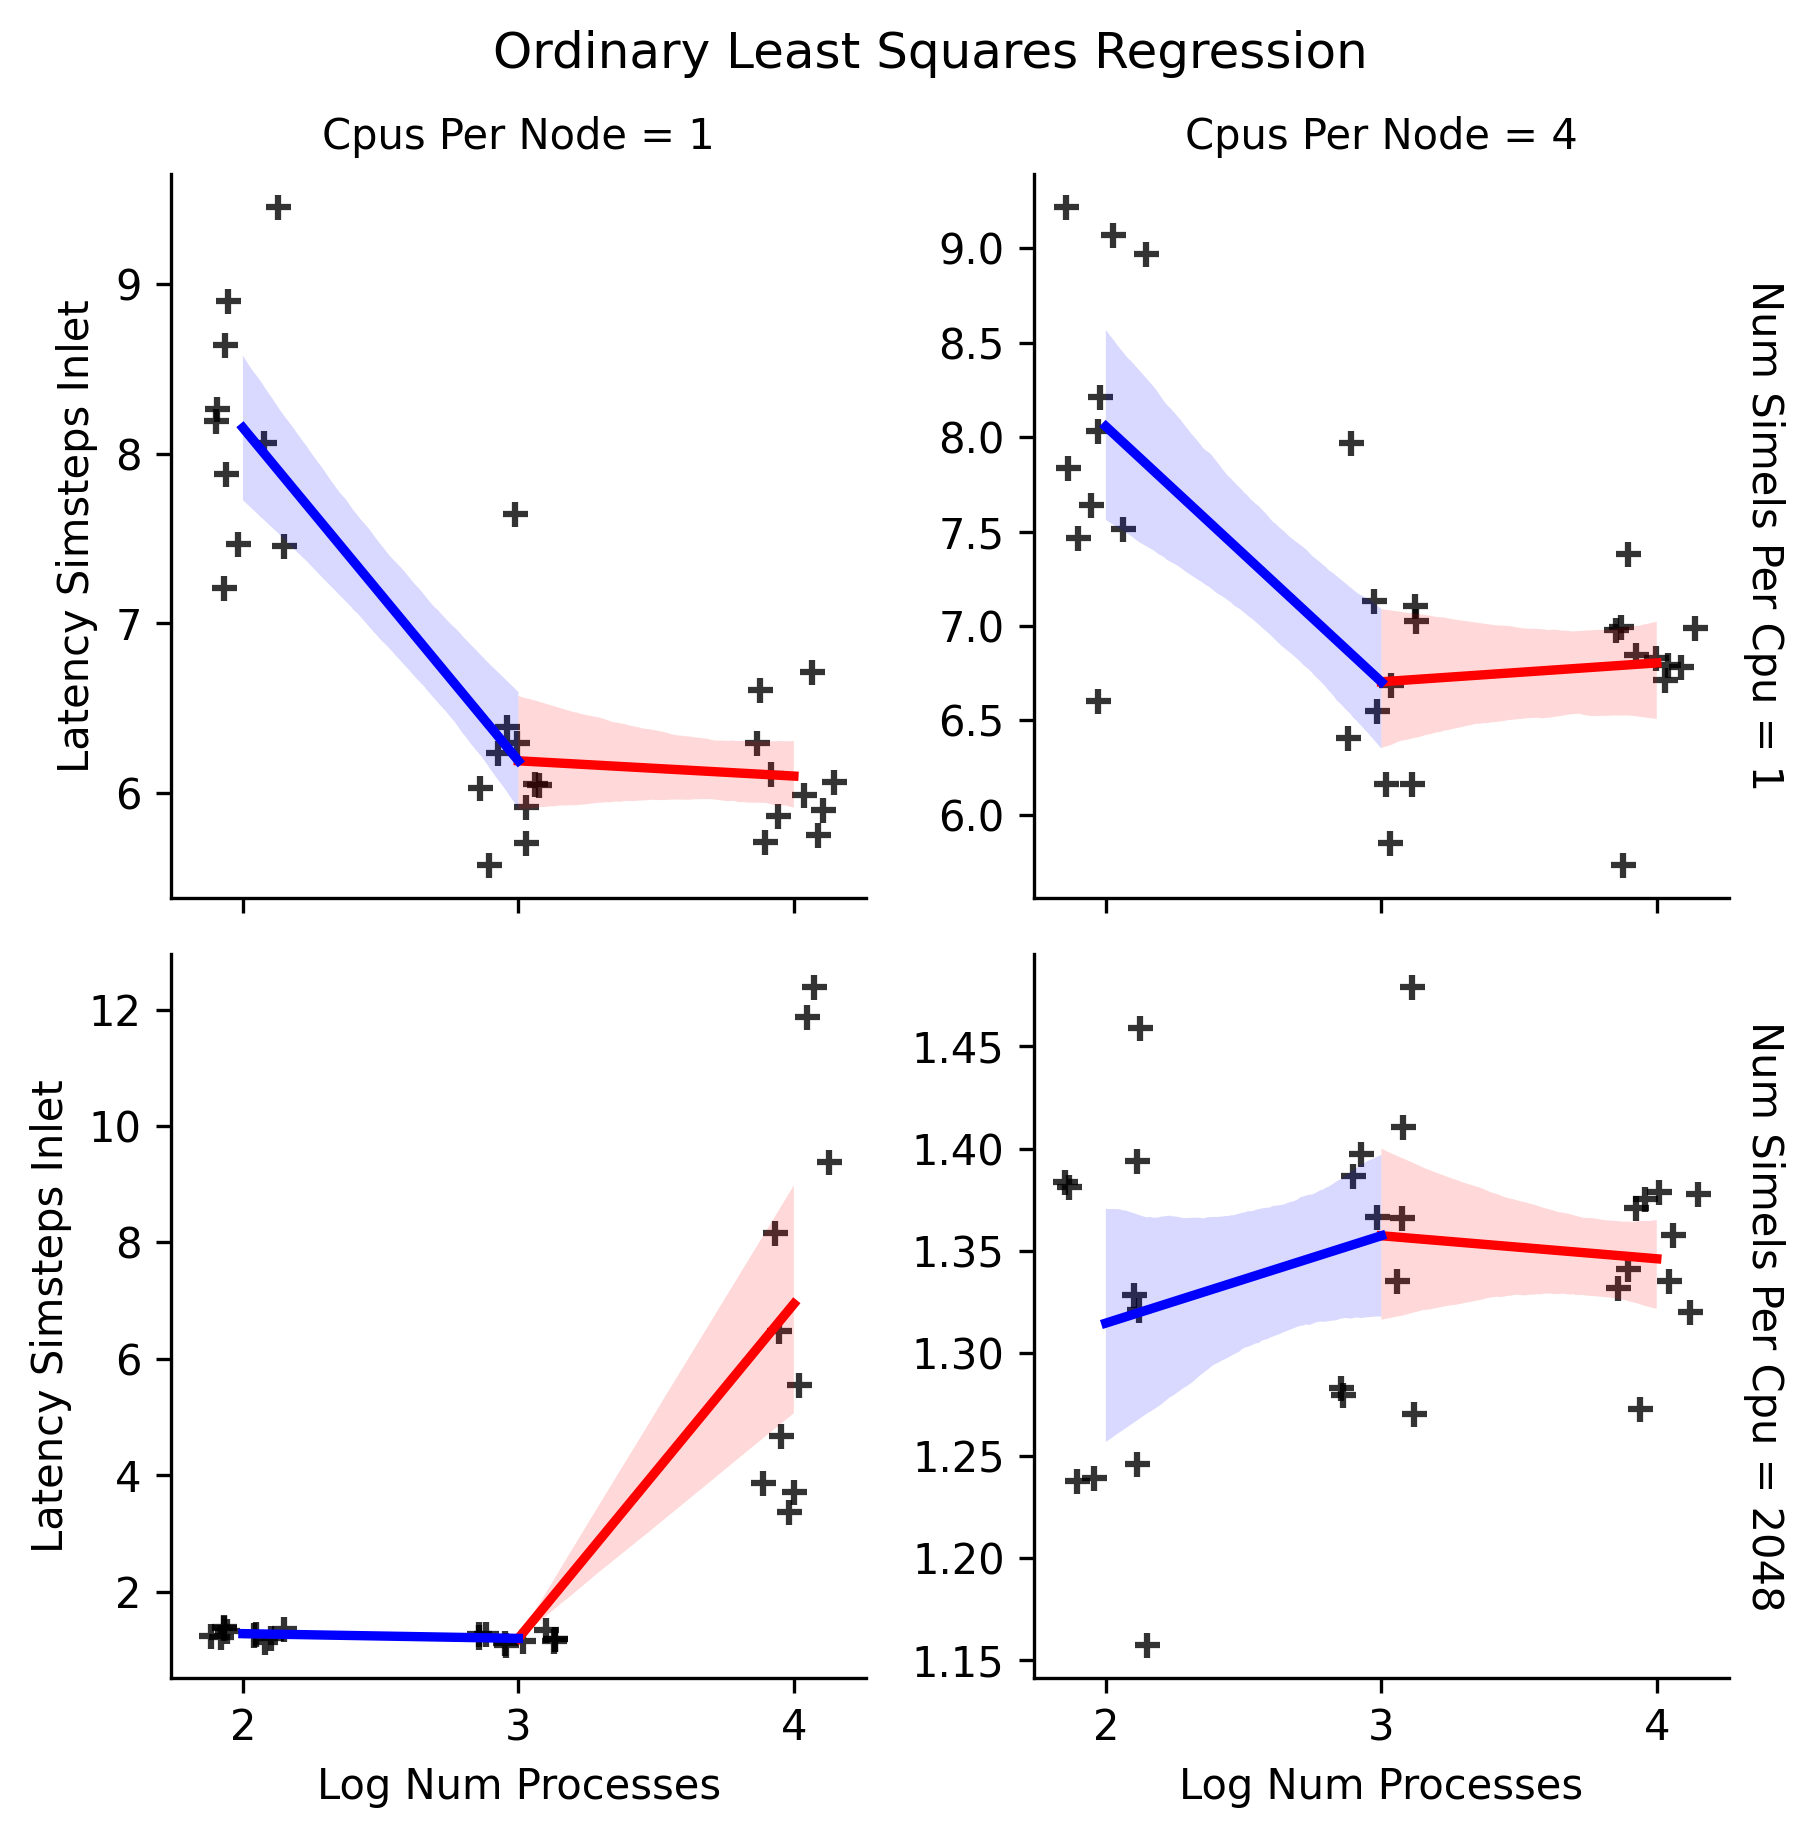 Ordinary Least Squares Regression
Cpus Per Node = 1
Cpus Per Node = 4
Latency Simsteps Inlet
9
8
7
6
9.0
8.5
8.0
7.5
7.0
6.5
6.0
Num Simels Per Cpu = 1
Latency Simsteps Inlet
12
10
8
6
4
2
2 3 4
Log Num Processes
1.45
1.40
1.35
1.30
1.25
1.20
1.15
2 3 4
Log Num Processes
Num Simels Per Cpu = 2048